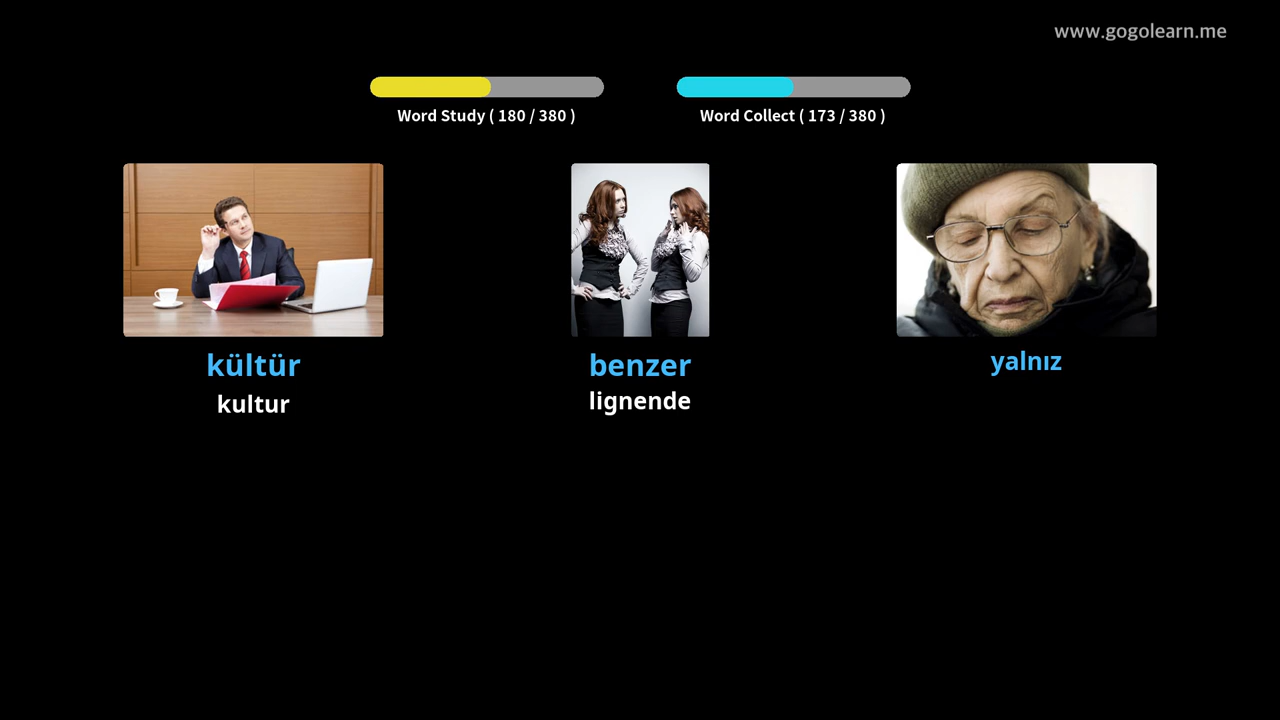 www.gogolearn.me
Word Study ( 180 / 380 )
Word Collect ( 173 / 380 )
kültür
kultur
benzer
lignende
yalnız